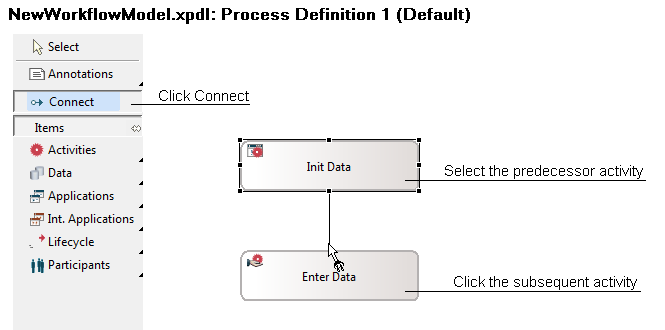 NewWorkflowModel.xpdl: Process Definition 1 (Default)
Select
Annotations
Connect
Click Connect
Items
Activities
Data
Applications
Int. Applications
Lifecycle
Participants
Init Data
Select the predecessor activity
Enter Data
Click the subsequent activity